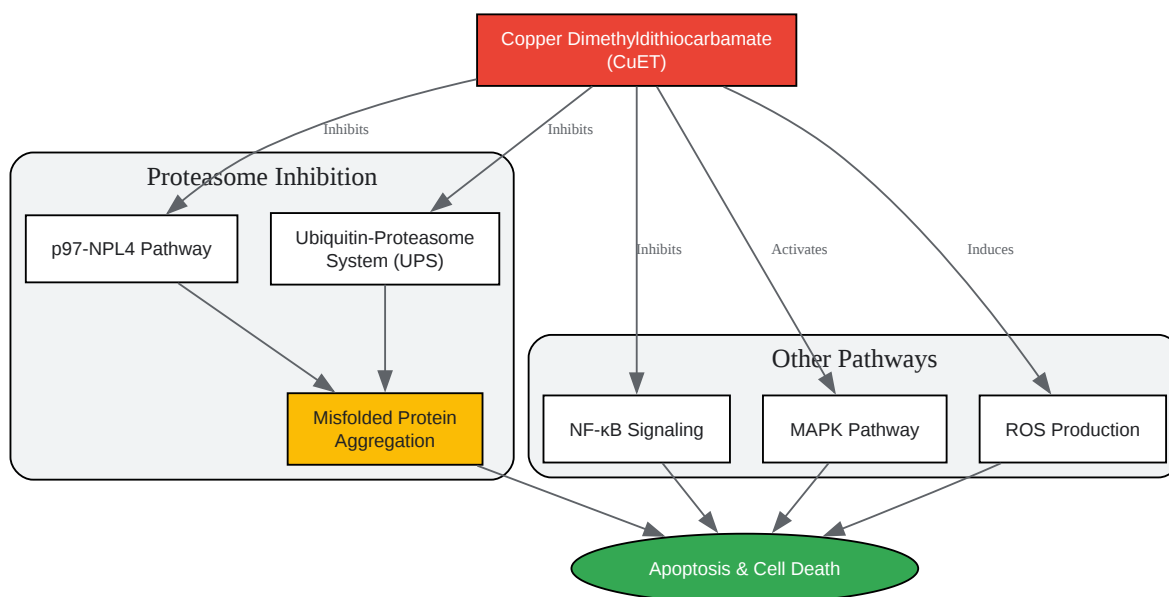 Copper Dimethyldithiocarbamate
(CuET)
Inhibits
Inhibits
Proteasome Inhibition
p97-NPL4 Pathway
Ubiquitin-Proteasome
System (UPS)
Inhibits
Activates
Induces
Other Pathways
Misfolded Protein
Aggregation
NF-κB Signaling
MAPK Pathway
ROS Production
Apoptosis & Cell Death